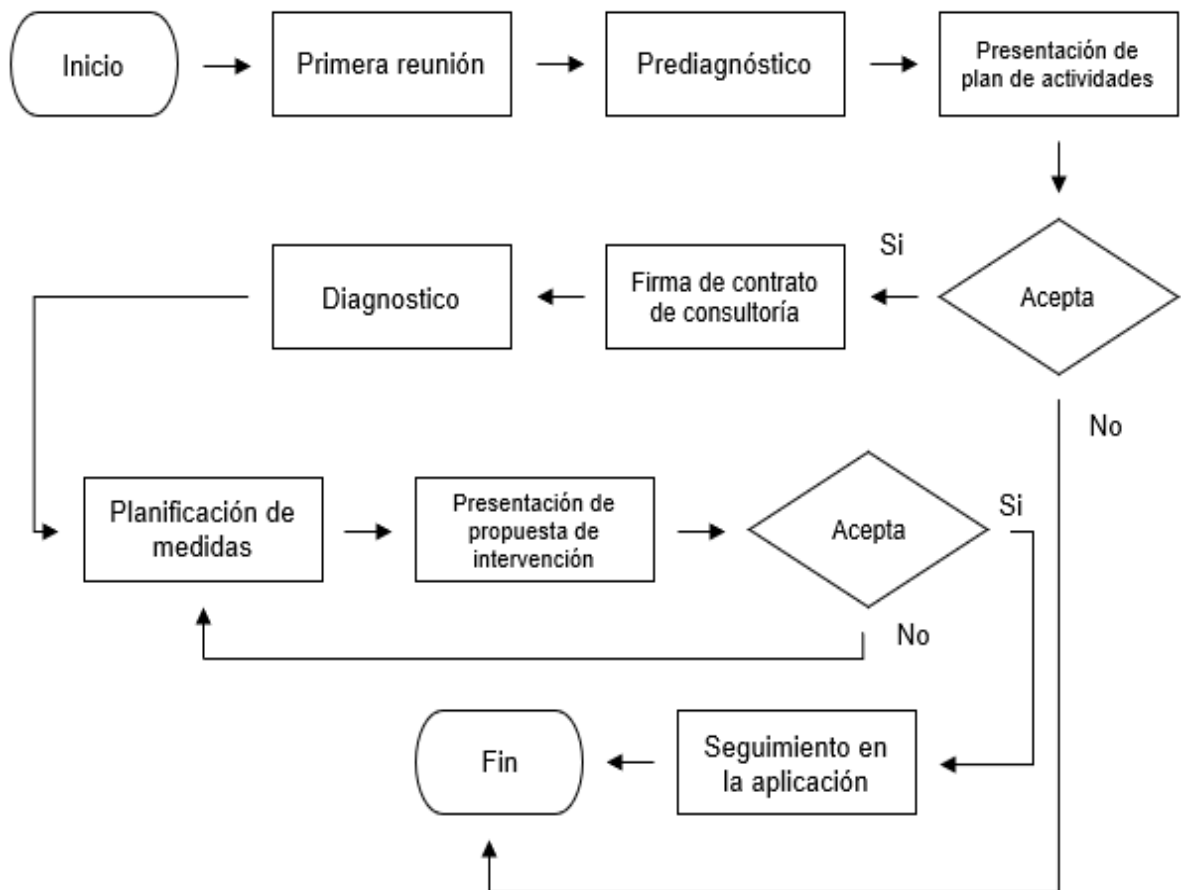 Inicio
Primera reunión
Prediagnóstico
Presentación de
plan de actividades
Acepta
Si
No
Firma de contrato
de consultoría
Diagnostico
Planificación de
medidas
Presentación de
propuesta de
intervención
Acepta
Si
No
Seguimiento en
la aplicación
Fin